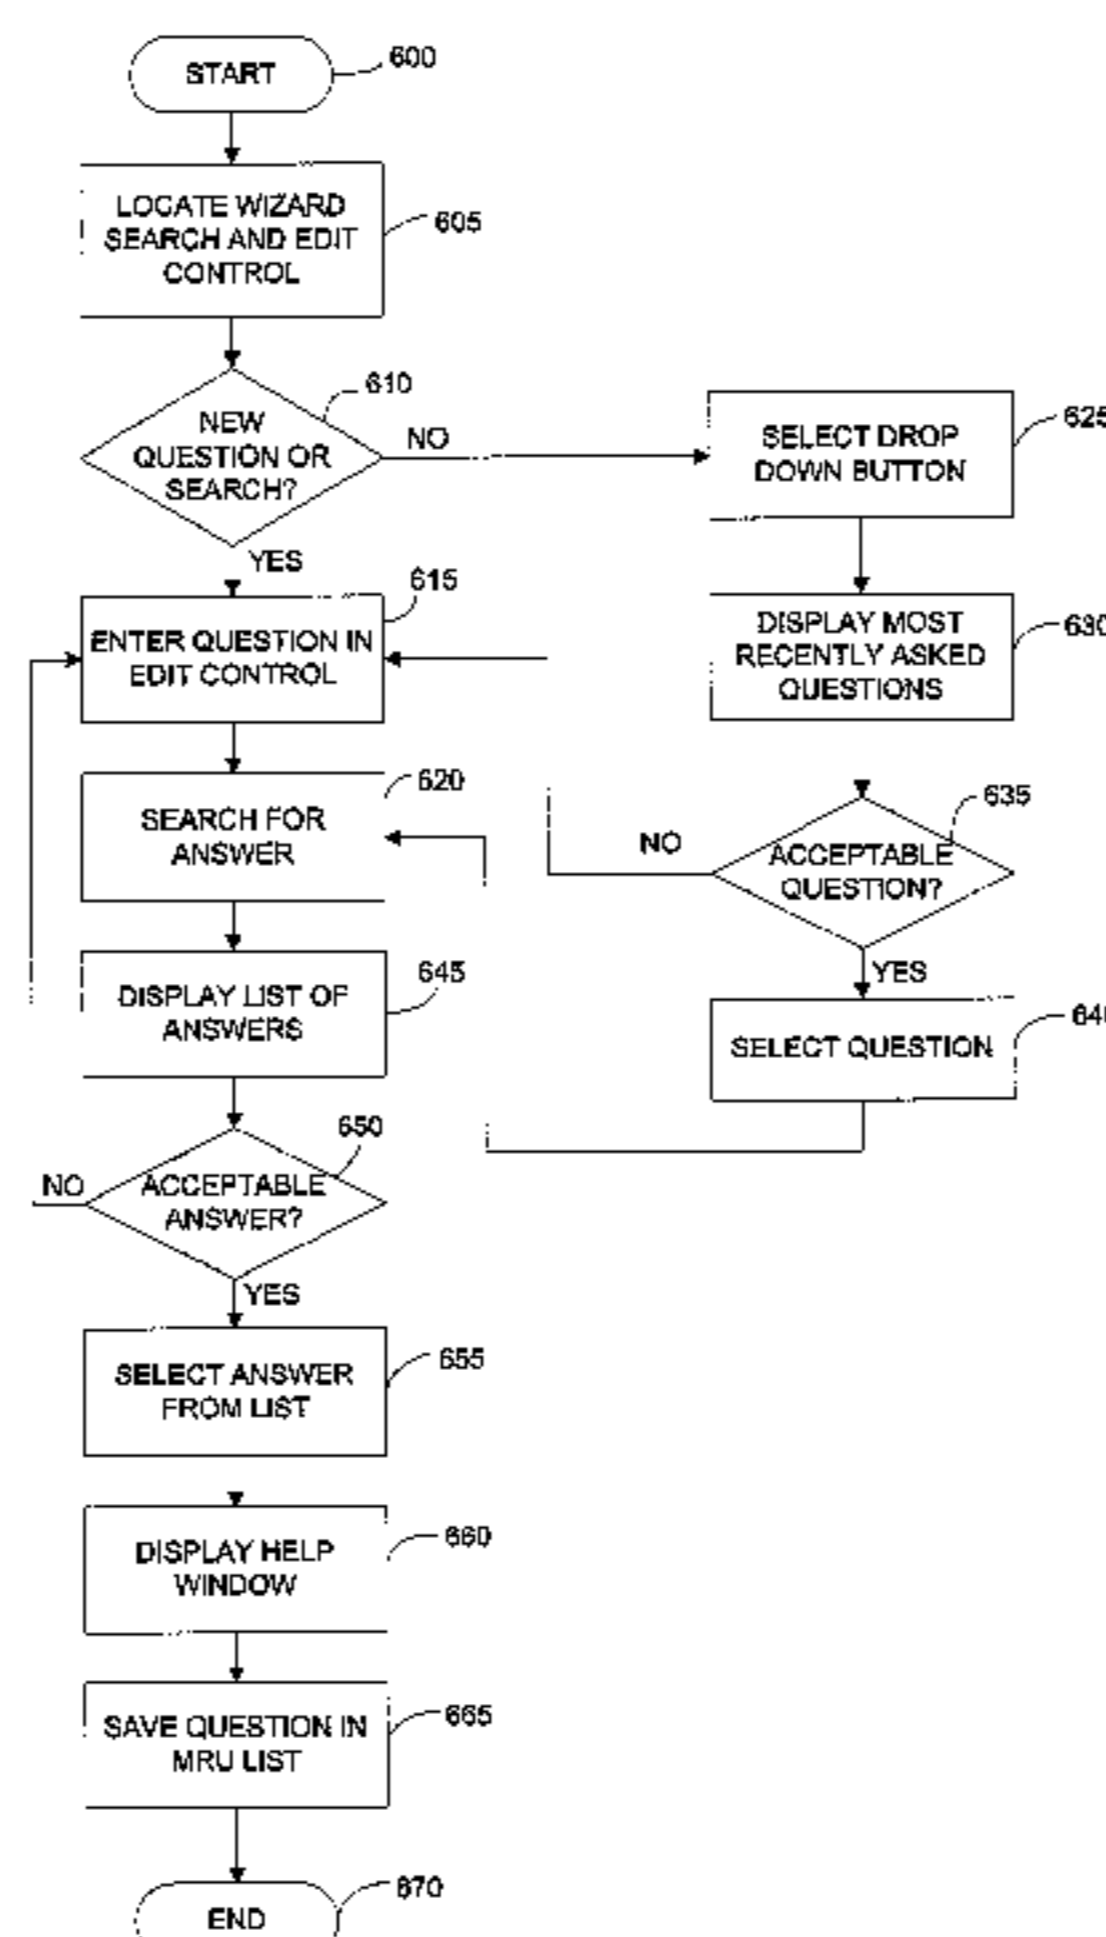 START
600
LOCATE WIZARD
SEARCH AND EDIT
CONTROL
605
610
NEW
QUESTION OR
SEARCH?
NO
YES
SELECT DROP
DOWN BUTTON
625
615
ENTER QUESTION IN
EDIT CONTROL
DISPLAY MOST
RECENTLY ASKED
QUESTIONS
630
620
SEARCH FOR
ANSWER
635
NO
ACCEPTABLE
QUESTION?
YES
645
DISPLAY LIST OF
ANSWERS
SELECT QUESTION
650
NO
ACCEPTABLE
ANSWER?
YES
SELECT ANSWER
FROM LIST
655
DISPLAY HELP
WINDOW
660
SAVE QUESTION IN
MRU LIST
665
END
670